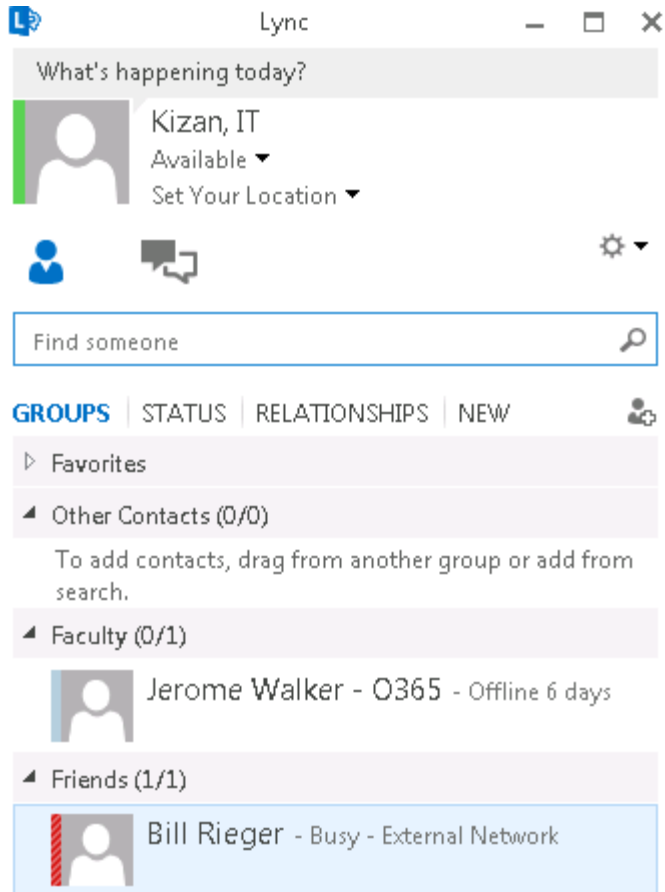 Lync
What's happening today?
Kizan, IT
Available
Set Your Location
Find someone
GROUPS STATUS RELATIONSHIPS NEW
Favorites
Other Contacts (0/0)
To add contacts, drag from another group or add from
search.
Faculty (0/1)
Jerome Walker - O365 - Offline 6 days
Friends (1/1)
Bill Rieger - Busy - External Network